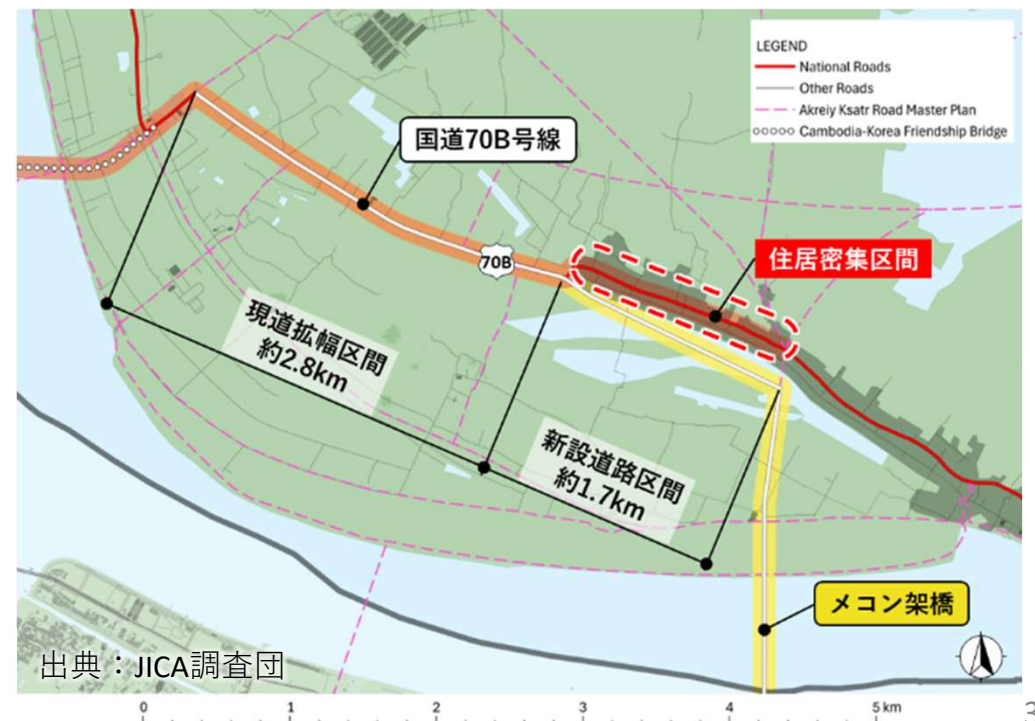 LEGEND
National Roads
Other Roads
Akreiy Ksatr Road Master Plan
Cambodia-Korea Friendship Bridge
国道70B号線
70B
住居密集区間
現道拡幅区間
約2.8km
新設道路区間
約1.7km
メコン架橋
出典：JICA調査団
0 1 2 3 4 5 km